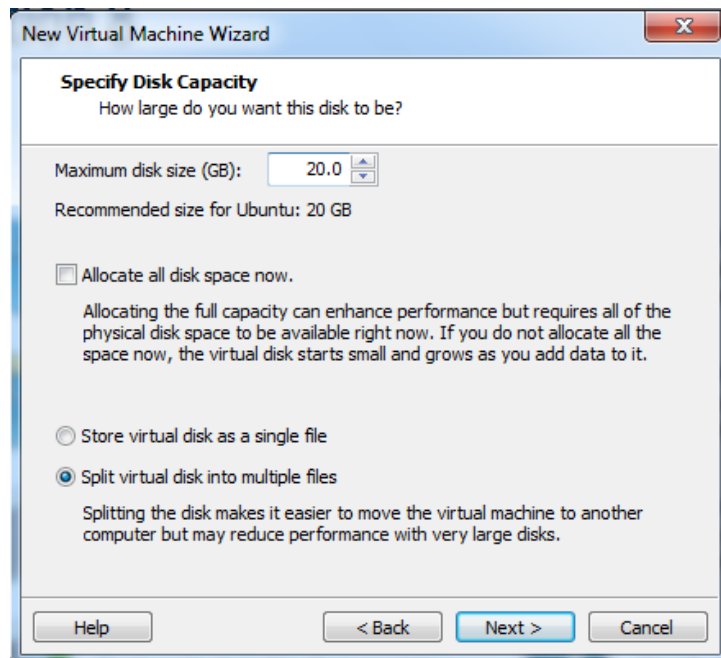 New Virtual Machine Wizard
Specify Disk Capacity
How large do you want this disk to be?
Maximum disk size (GB): 20.0
Recommended size for Ubuntu: 20 GB
Allocate all disk space now.
Allocating the full capacity can enhance performance but requires all of the
physical disk space to be available right now. If you do not allocate all the
space now, the virtual disk starts small and grows as you add data to it.
Store virtual disk as a single file
Split virtual disk into multiple files
Splitting the disk makes it easier to move the virtual machine to another
computer but may reduce performance with very large disks.
Help < Back Next > Cancel